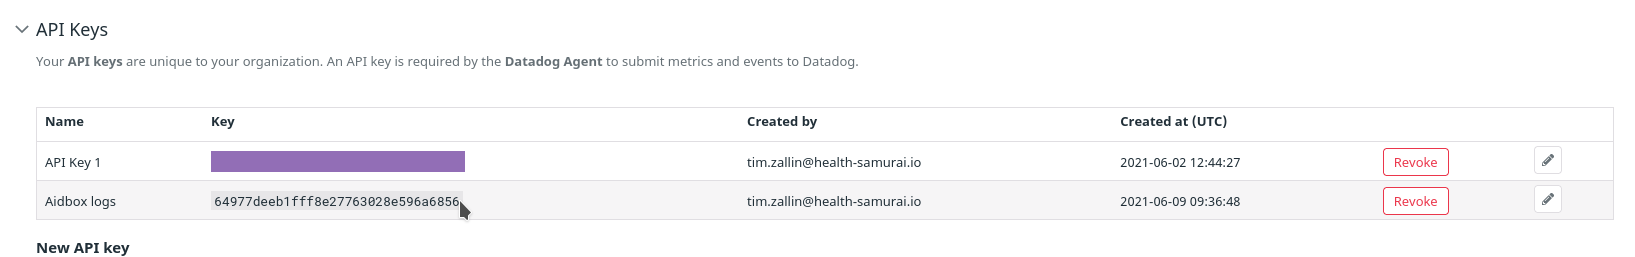 API Keys
Your API keys are unique to your organization. An API key is required by the Datadog Agent to submit metrics and events to Datadog.
Name Key Created by Created at (UTC)
API Key 1 tim.zallin@health-samurai.io 2021-06-02 12:44:27 Revoke
Aidbox logs 64977deeb1fff8e27763028e596a6856 tim.zallin@health-samurai.io 2021-06-09 09:36:48 Revoke
New API key